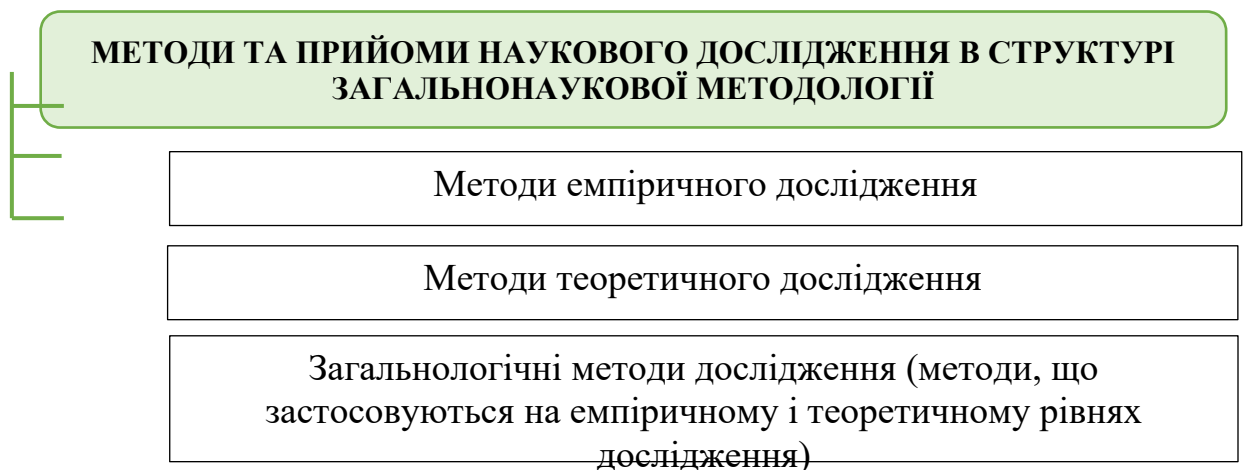 МЕТОДИ ТА ПРИЙОМИ НАУКОВОГО ДОСЛІДЖЕННЯ В СТРУКТУРІ
ЗАГАЛЬНОНАУКОВОЇ МЕТОДОЛОГІЇ
Методи емпіричного дослідження
Методи теоретичного дослідження
Загальнологічні методи дослідження (методи, що
застосовуються на емпіричному і теоретичному рівнях
дослідження)